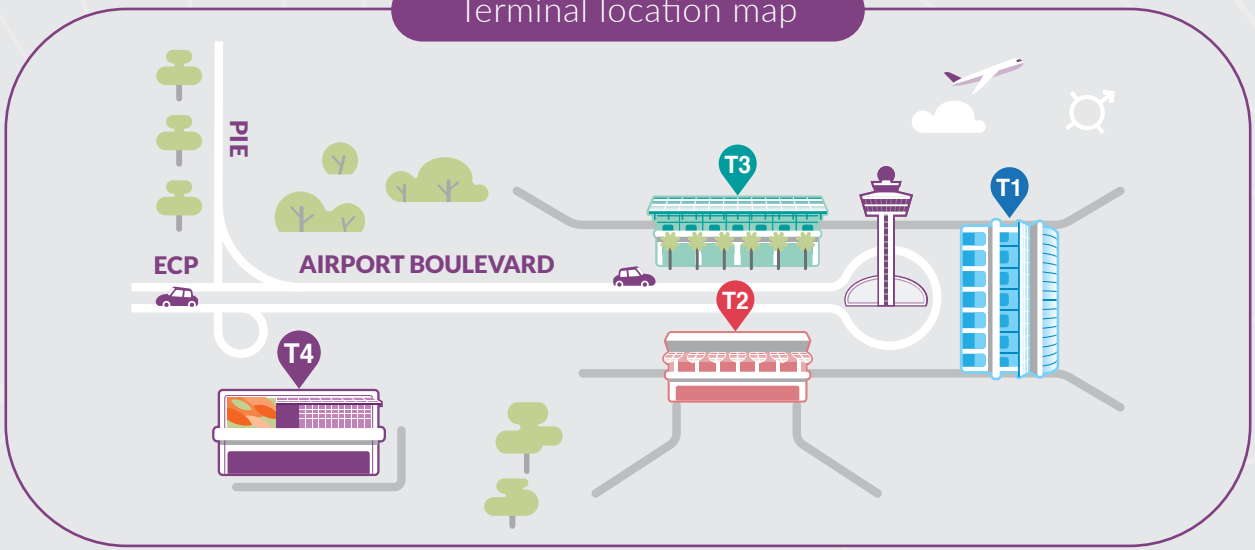 Terminal location map
PIE
T3
T1
ECP
AIRPORT BOULEVARD
T2
T4